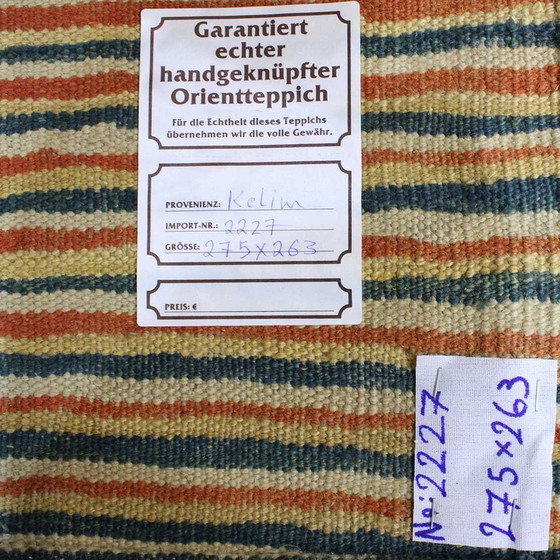 Garantiert
echter
handgeknüpfter
Orientteppich
Für die Echtheit dieses Teppichs
übernehmen wir die volle Gewähr.
PROVENIENZ: Kelim
IMPORT-NR.: 2227
GRÖSSE: 275x263
PREIS: €
No: 2227
275x263